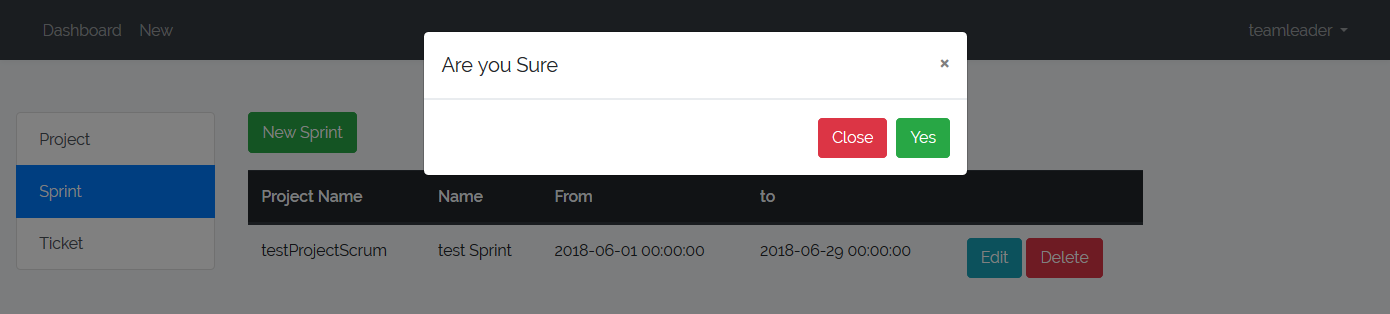 Dashboard New teamleader
Are you Sure ×
Close Yes
Project
Sprint
Ticket
New Sprint
Project Name Name From to
testProjectScrum test Sprint 2018-06-01 00:00:00 2018-06-29 00:00:00 Edit Delete